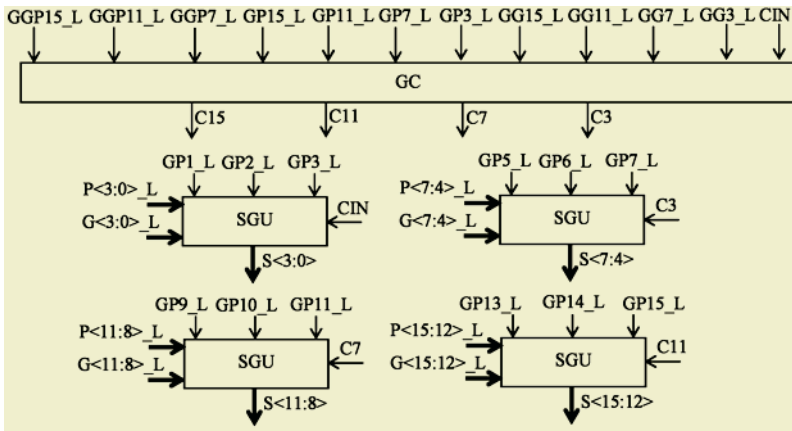 GGP15_L GGP11_L GGP7_L GP15_L GP11_L GP7_L GP3_L GG15_L GG11_L GG7_L GG3_L CIN
GC
C15 C11 C7 C3
GP1_L GP2_L GP3_L
P<3:0>_L
G<3:0>_L
SGU
CIN
S<3:0>
GP5_L GP6_L GP7_L
P<7:4>_L
G<7:4>_L
SGU
C3
S<7:4>
GP9_L GP10_L GP11_L
P<11:8>_L
G<11:8>_L
SGU
C7
S<11:8>
GP13_L GP14_L GP15_L
P<15:12>_L
G<15:12>_L
SGU
C11
S<15:12>